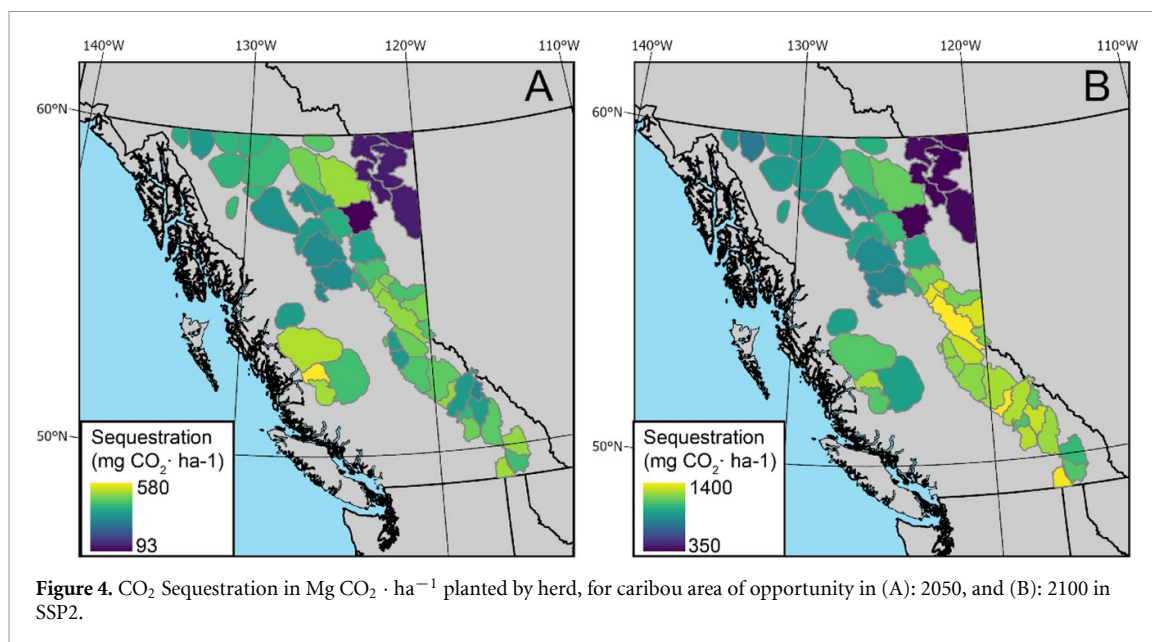 140°W 130°W 120°W 110°W
140°W 130°W 120°W 110°W
A
B
60°N
60°N
50°N
50°N
Sequestration
(mg CO₂· ha-1)
580
93
Sequestration
(mg CO₂· ha-1)
1400
350
Figure 4. CO₂ Sequestration in Mg CO₂ · ha⁻¹ planted by herd, for caribou area of opportunity in (A): 2050, and (B): 2100 in
SSP2.